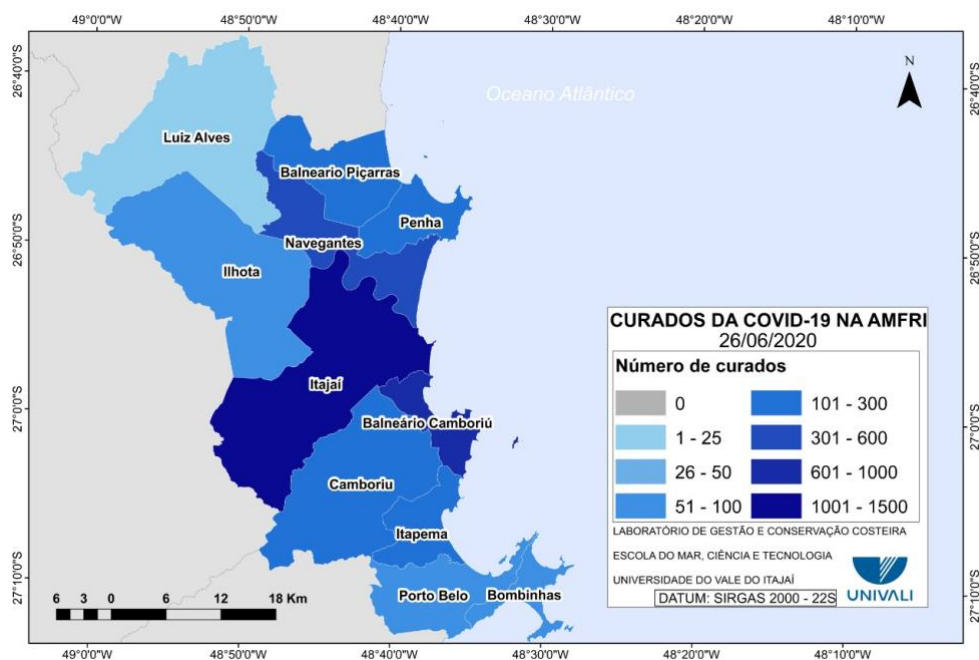 49°0'0"W 48°50'0"W 48°40'0"W 48°30'0"W 48°20'0"W 48°10'0"W
26°40'0"S 26°40'0"S
N
Oceano Atlântico
Luiz Alves
Balneario Piçarras
Penha
Navegantes
26°50'0"S 26°50'0"S
Ilhota
CURADOS DA COVID-19 NA AMFRI
26/06/2020
Número de curados
0 101 - 300
1 - 25 301 - 600
26 - 50 601 - 1000
51 - 100 1001 - 1500
Itajaí
27°0'0"S 27°0'0"S
Balneário Camboriú
Camboriu
Itapema
LABORATÓRIO DE GESTÃO E CONSERVAÇÃO COSTEIRA
ESCOLA DO MAR, CIÊNCIA E TECNOLOGIA
UNIVERSIDADE DO VALE DO ITAJAÍ
DATUM: SIRGAS 2000 - 22S
UNIVALI
27°10'0"S 27°10'0"S
Porto Belo Bombinhas
6 3 0 6 12 18 Km
49°0'0"W 48°50'0"W 48°40'0"W 48°30'0"W 48°20'0"W 48°10'0"W